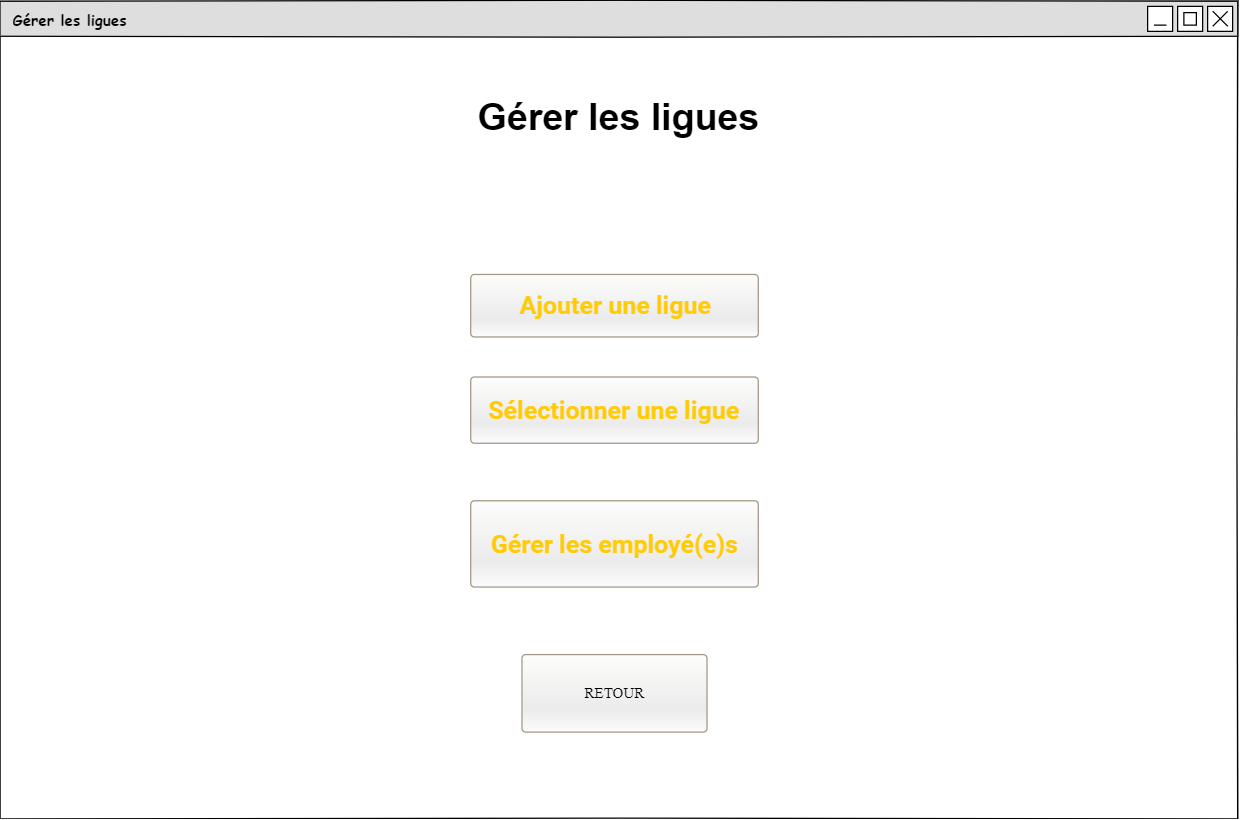 Gérer les ligues
Gérer les ligues
Ajouter une ligue
Sélectionner une ligue
Gérer les employé(e)s
RETOUR